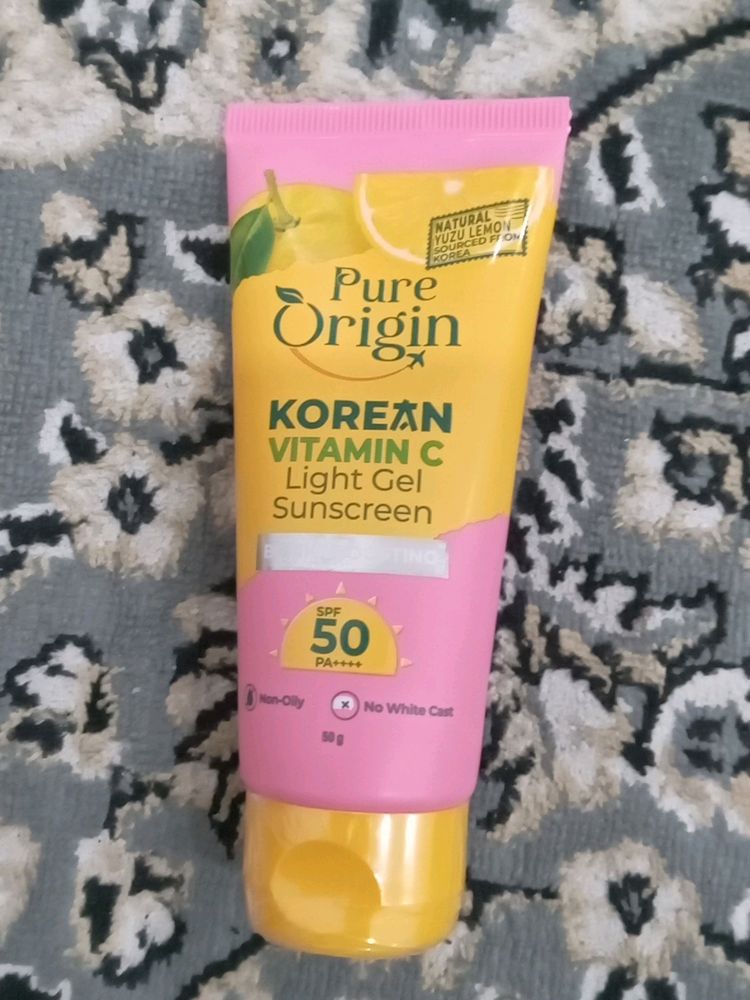 NATURAL
YUZU LEMON
SOURCED FROM
KOREA
Pure
Origin
KOREAN
VITAMIN C
Light Gel
Sunscreen
SPF
50
PA++++
Non-Oily
No White Cast
50 g